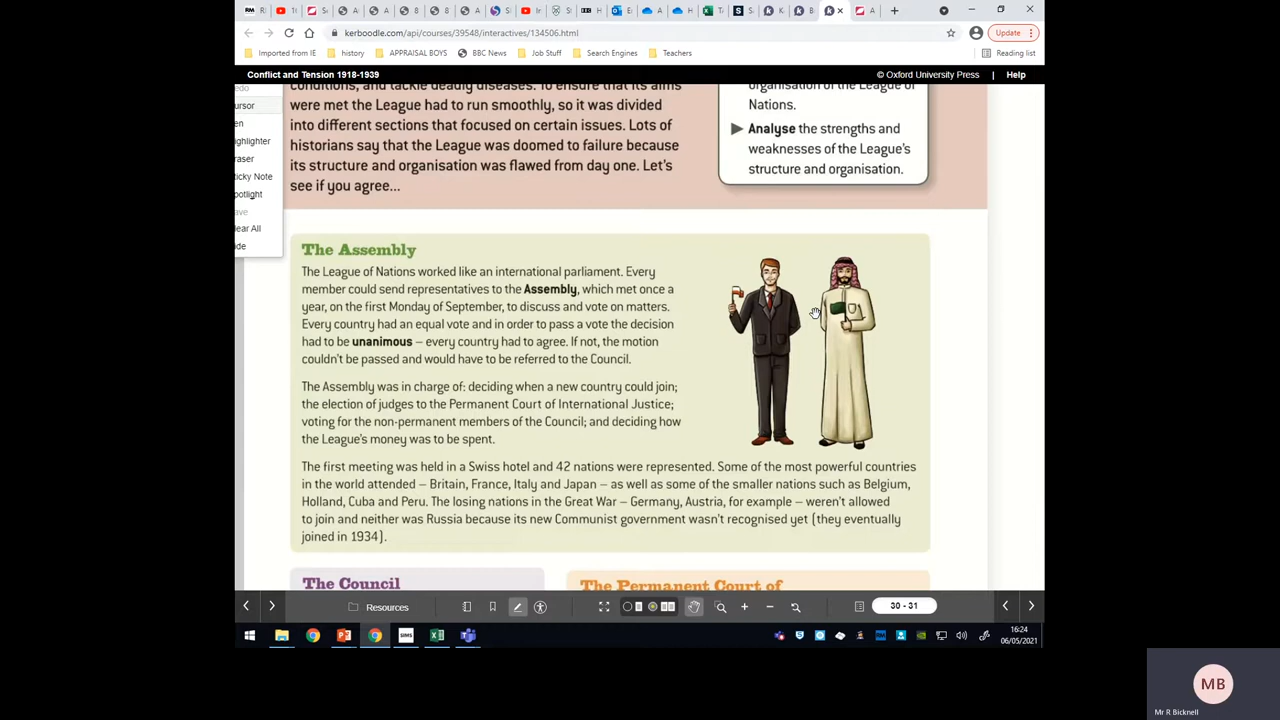 kerboodle.com/api/courses/39548/interactives/134506.html
Update
Imported from IE
history
APPRAISAL BOYS
BBC News
Job Stuff
Search Engines
Teachers
Reading list
Conflict and Tension 1918-1939
© Oxford University Press | Help
edo
ursor
en
ighlighter
raser
ticky Note
potlight
ave
lear All
ide
conditions, and tackle deadly diseases. To ensure that its aims
were met the League had to run smoothly, so it was divided
into different sections that focused on certain issues. Lots of
historians say that the League was doomed to failure because
its structure and organisation was flawed from day one. Let's
see if you agree...
organisation of the League of
Nations.
Analyse the strengths and
weaknesses of the League's
structure and organisation.
The Assembly
The League of Nations worked like an international parliament. Every
member could send representatives to the Assembly, which met once a
year, on the first Monday of September, to discuss and vote on matters.
Every country had an equal vote and in order to pass a vote the decision
had to be unanimous – every country had to agree. If not, the motion
couldn't be passed and would have to be referred to the Council.
The Assembly was in charge of: deciding when a new country could join;
the election of judges to the Permanent Court of International Justice;
voting for the non-permanent members of the Council; and deciding how
the League's money was to be spent.
The first meeting was held in a Swiss hotel and 42 nations were represented. Some of the most powerful countries
in the world attended – Britain, France, Italy and Japan – as well as some of the smaller nations such as Belgium,
Holland, Cuba and Peru. The losing nations in the Great War – Germany, Austria, for example – weren't allowed
to join and neither was Russia because its new Communist government wasn't recognised yet (they eventually
joined in 1934).
The Council
The Permanent Court of
Resources
30 - 31
16:24
06/05/2021
MB
Mr R Bicknell